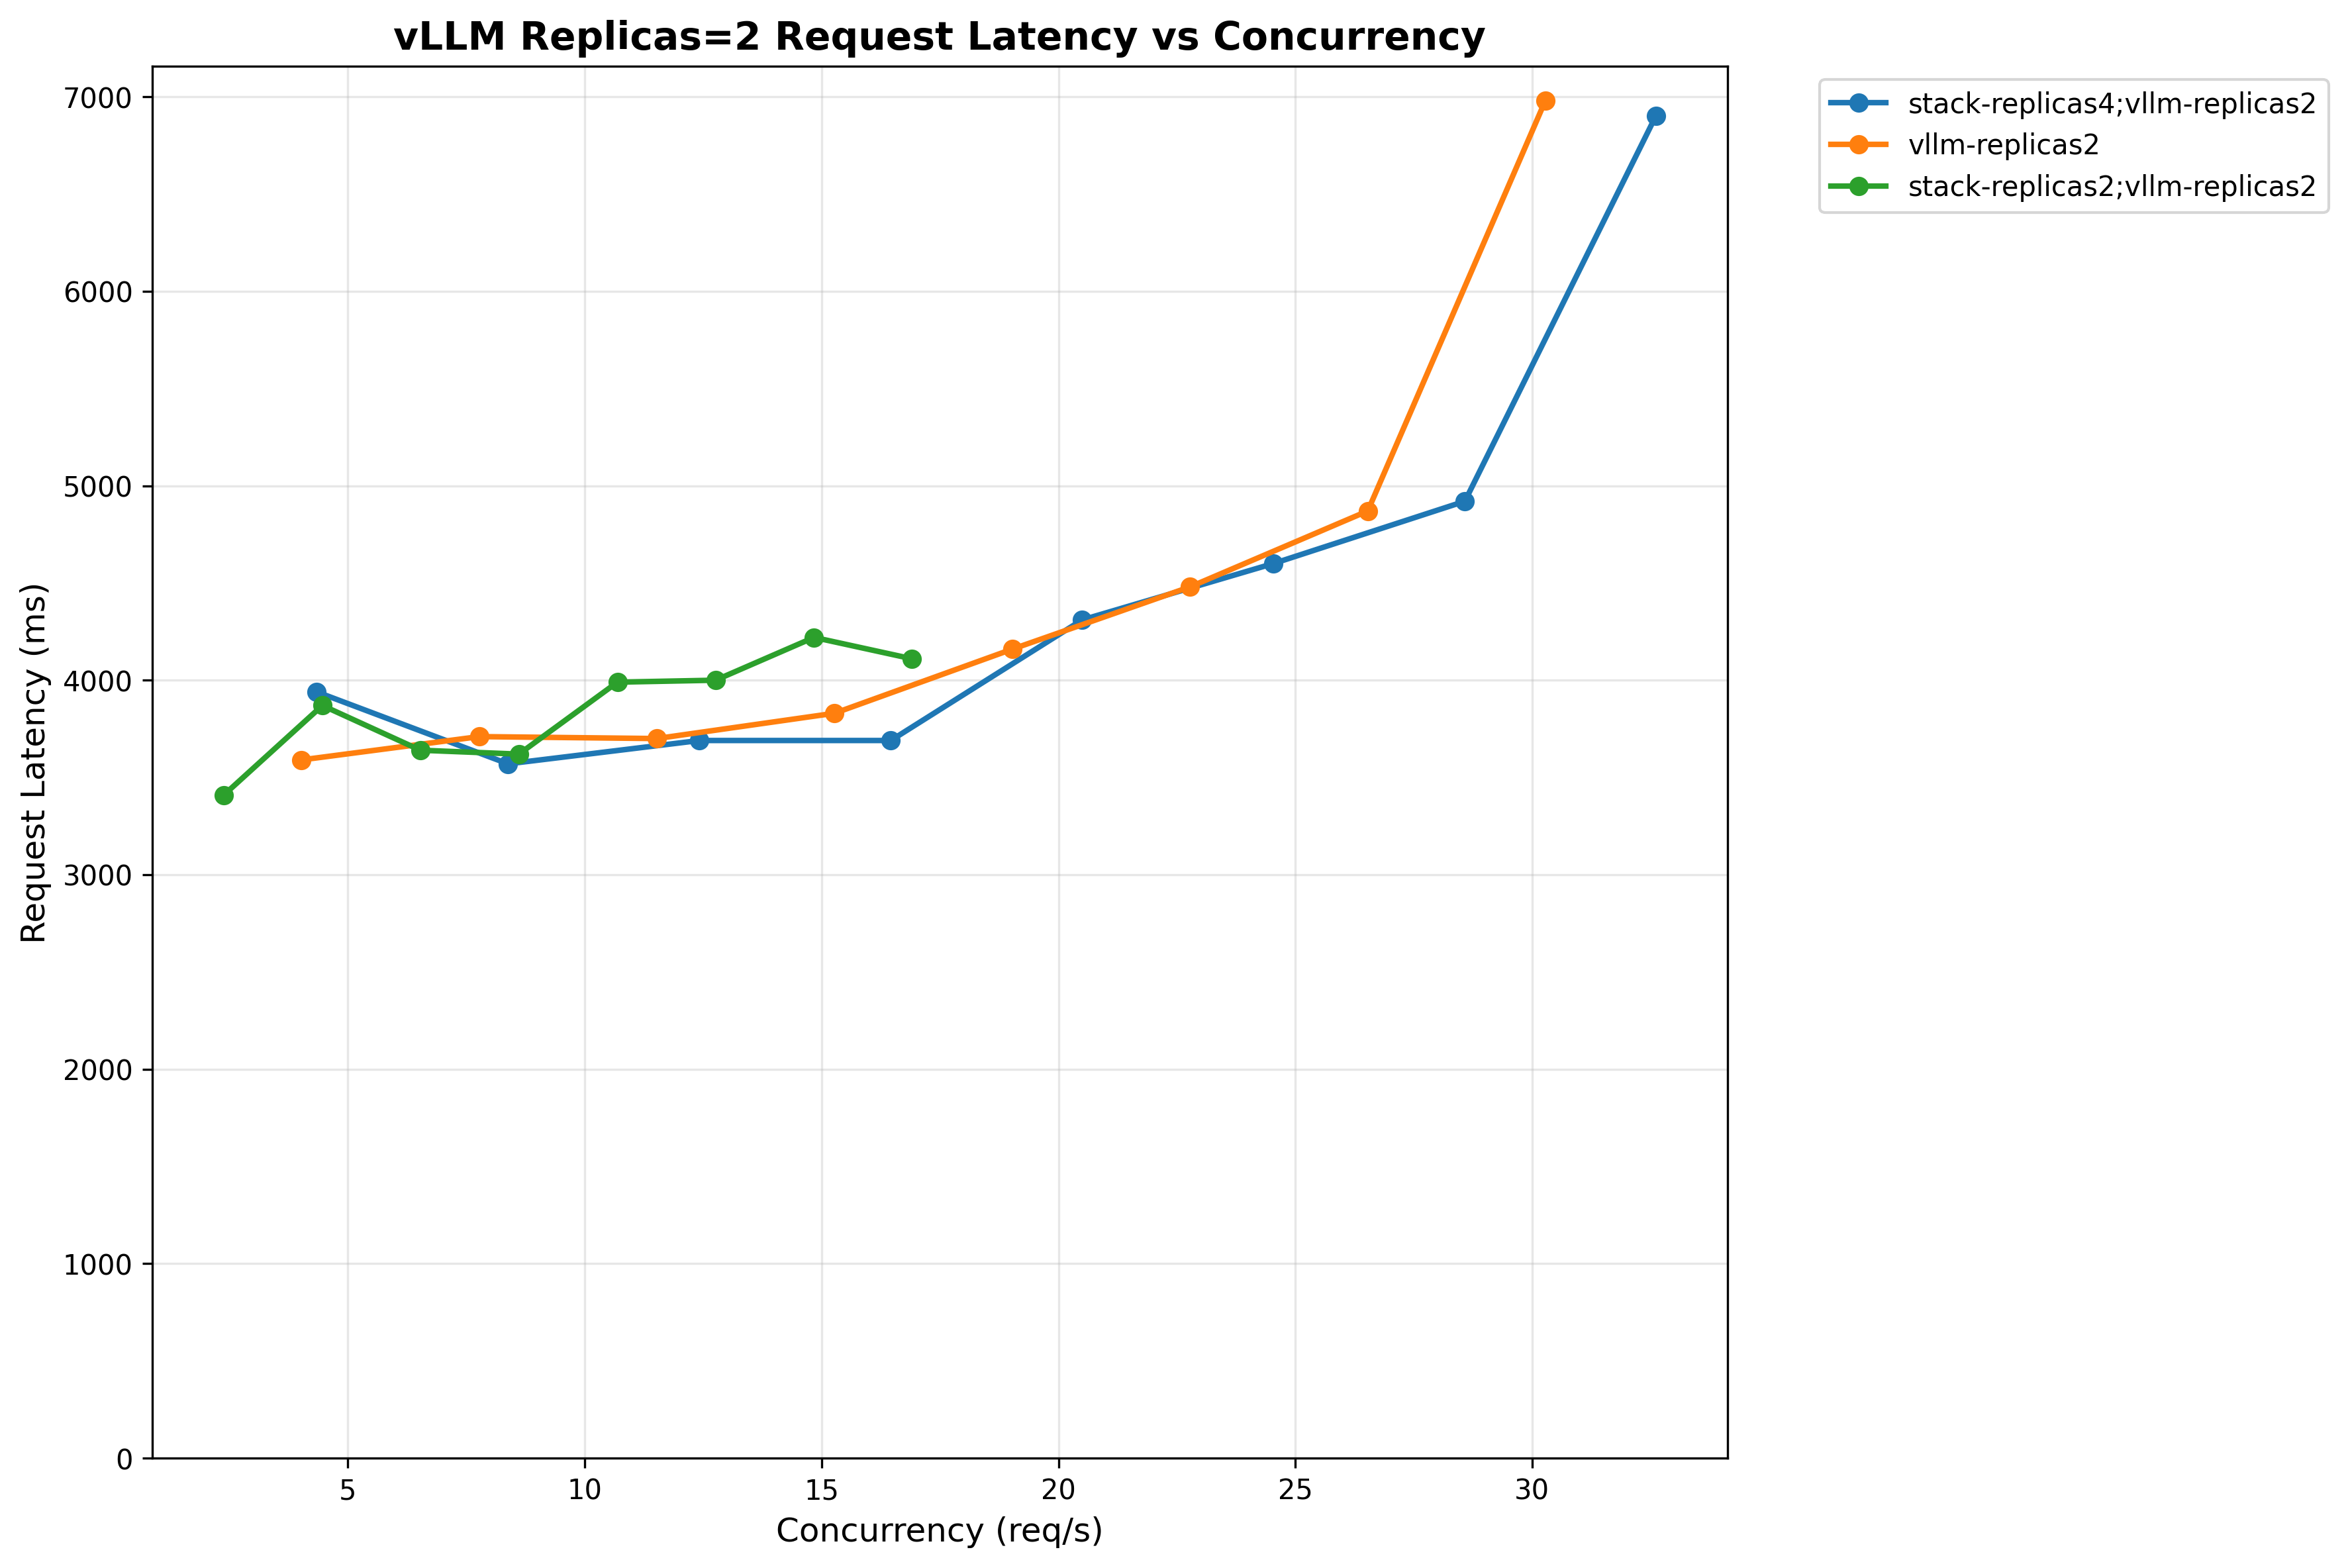 vLLM Replicas=2 Request Latency vs Concurrency
stack-replicas4;vllm-replicas2
vllm-replicas2
stack-replicas2;vllm-replicas2
Request Latency (ms)
7000
6000
5000
4000
3000
2000
1000
0
5 10 15 20 25 30
Concurrency (req/s)